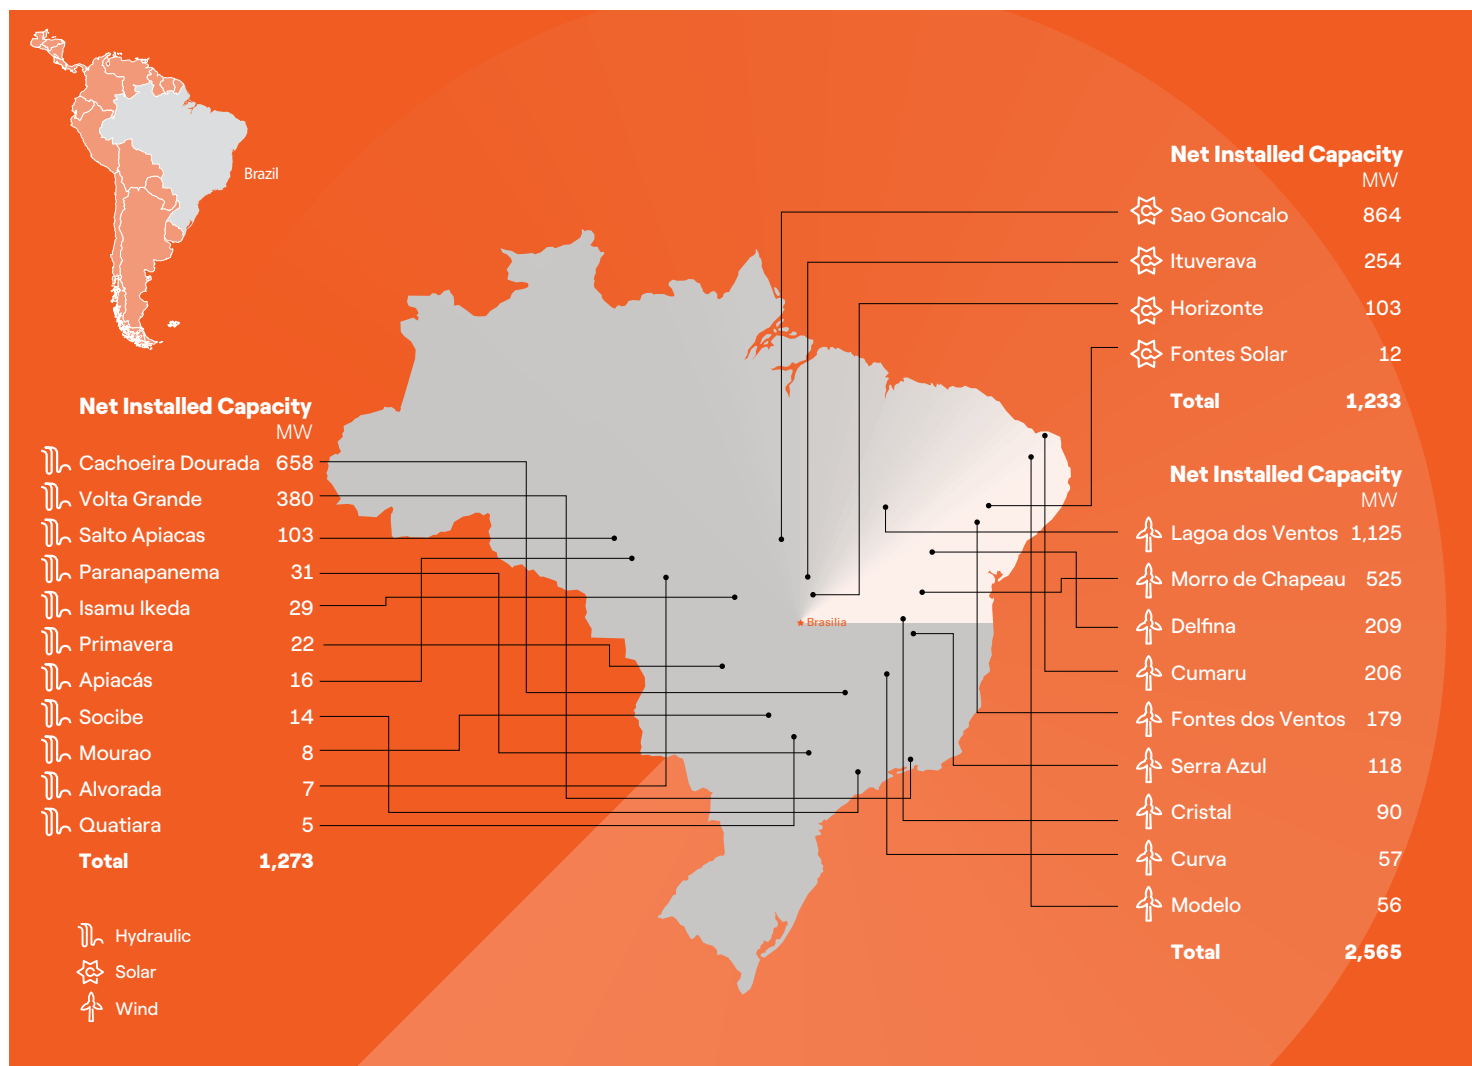 Brazil
Net Installed Capacity
MW
Cachoeira Dourada 658
Volta Grande 380
Salto Apiacas 103
Paranapanema 31
Isamu Ikeda 29
Primavera 22
Apiacás 16
Socibe 14
Mourao 8
Alvorada 7
Quatiara 5
Total 1,273
Hydraulic
Solar
Wind
Brasilia
Net Installed Capacity
MW
Sao Goncalo 864
Ituverava 254
Horizonte 103
Fontes Solar 12
Total 1,233
Net Installed Capacity
MW
Lagoa dos Ventos 1,125
Morro de Chapeau 525
Delfina 209
Cumaru 206
Fontes dos Ventos 179
Serra Azul 118
Cristal 90
Curva 57
Modelo 56
Total 2,565